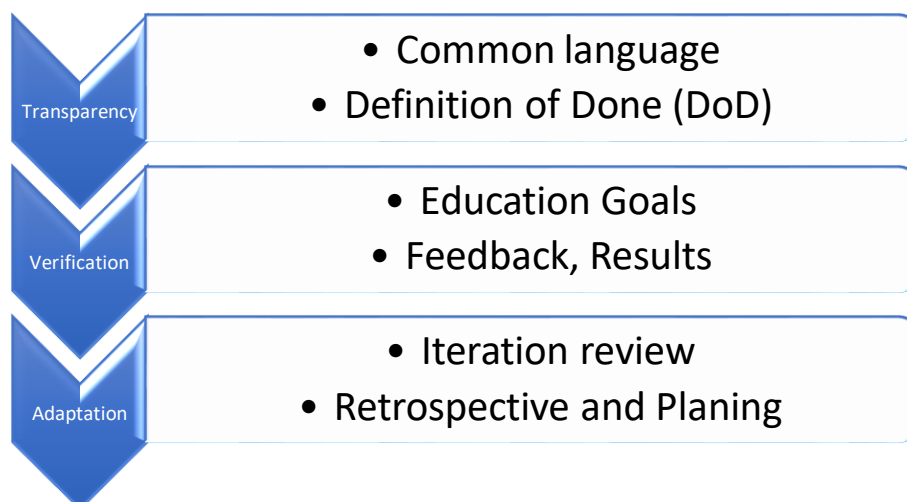 Transparency
• Common language
• Definition of Done (DoD)
Verification
• Education Goals
• Feedback, Results
Adaptation
• Iteration review
• Retrospective and Planing